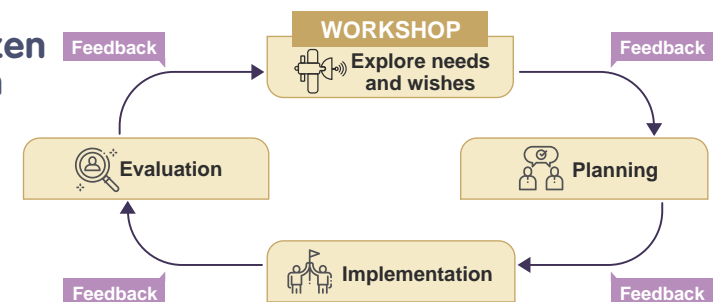 WORKSHOP
Feedback
Explore needs
and wishes
Feedback
Evaluation
Planning
Implementation
Feedback
Feedback